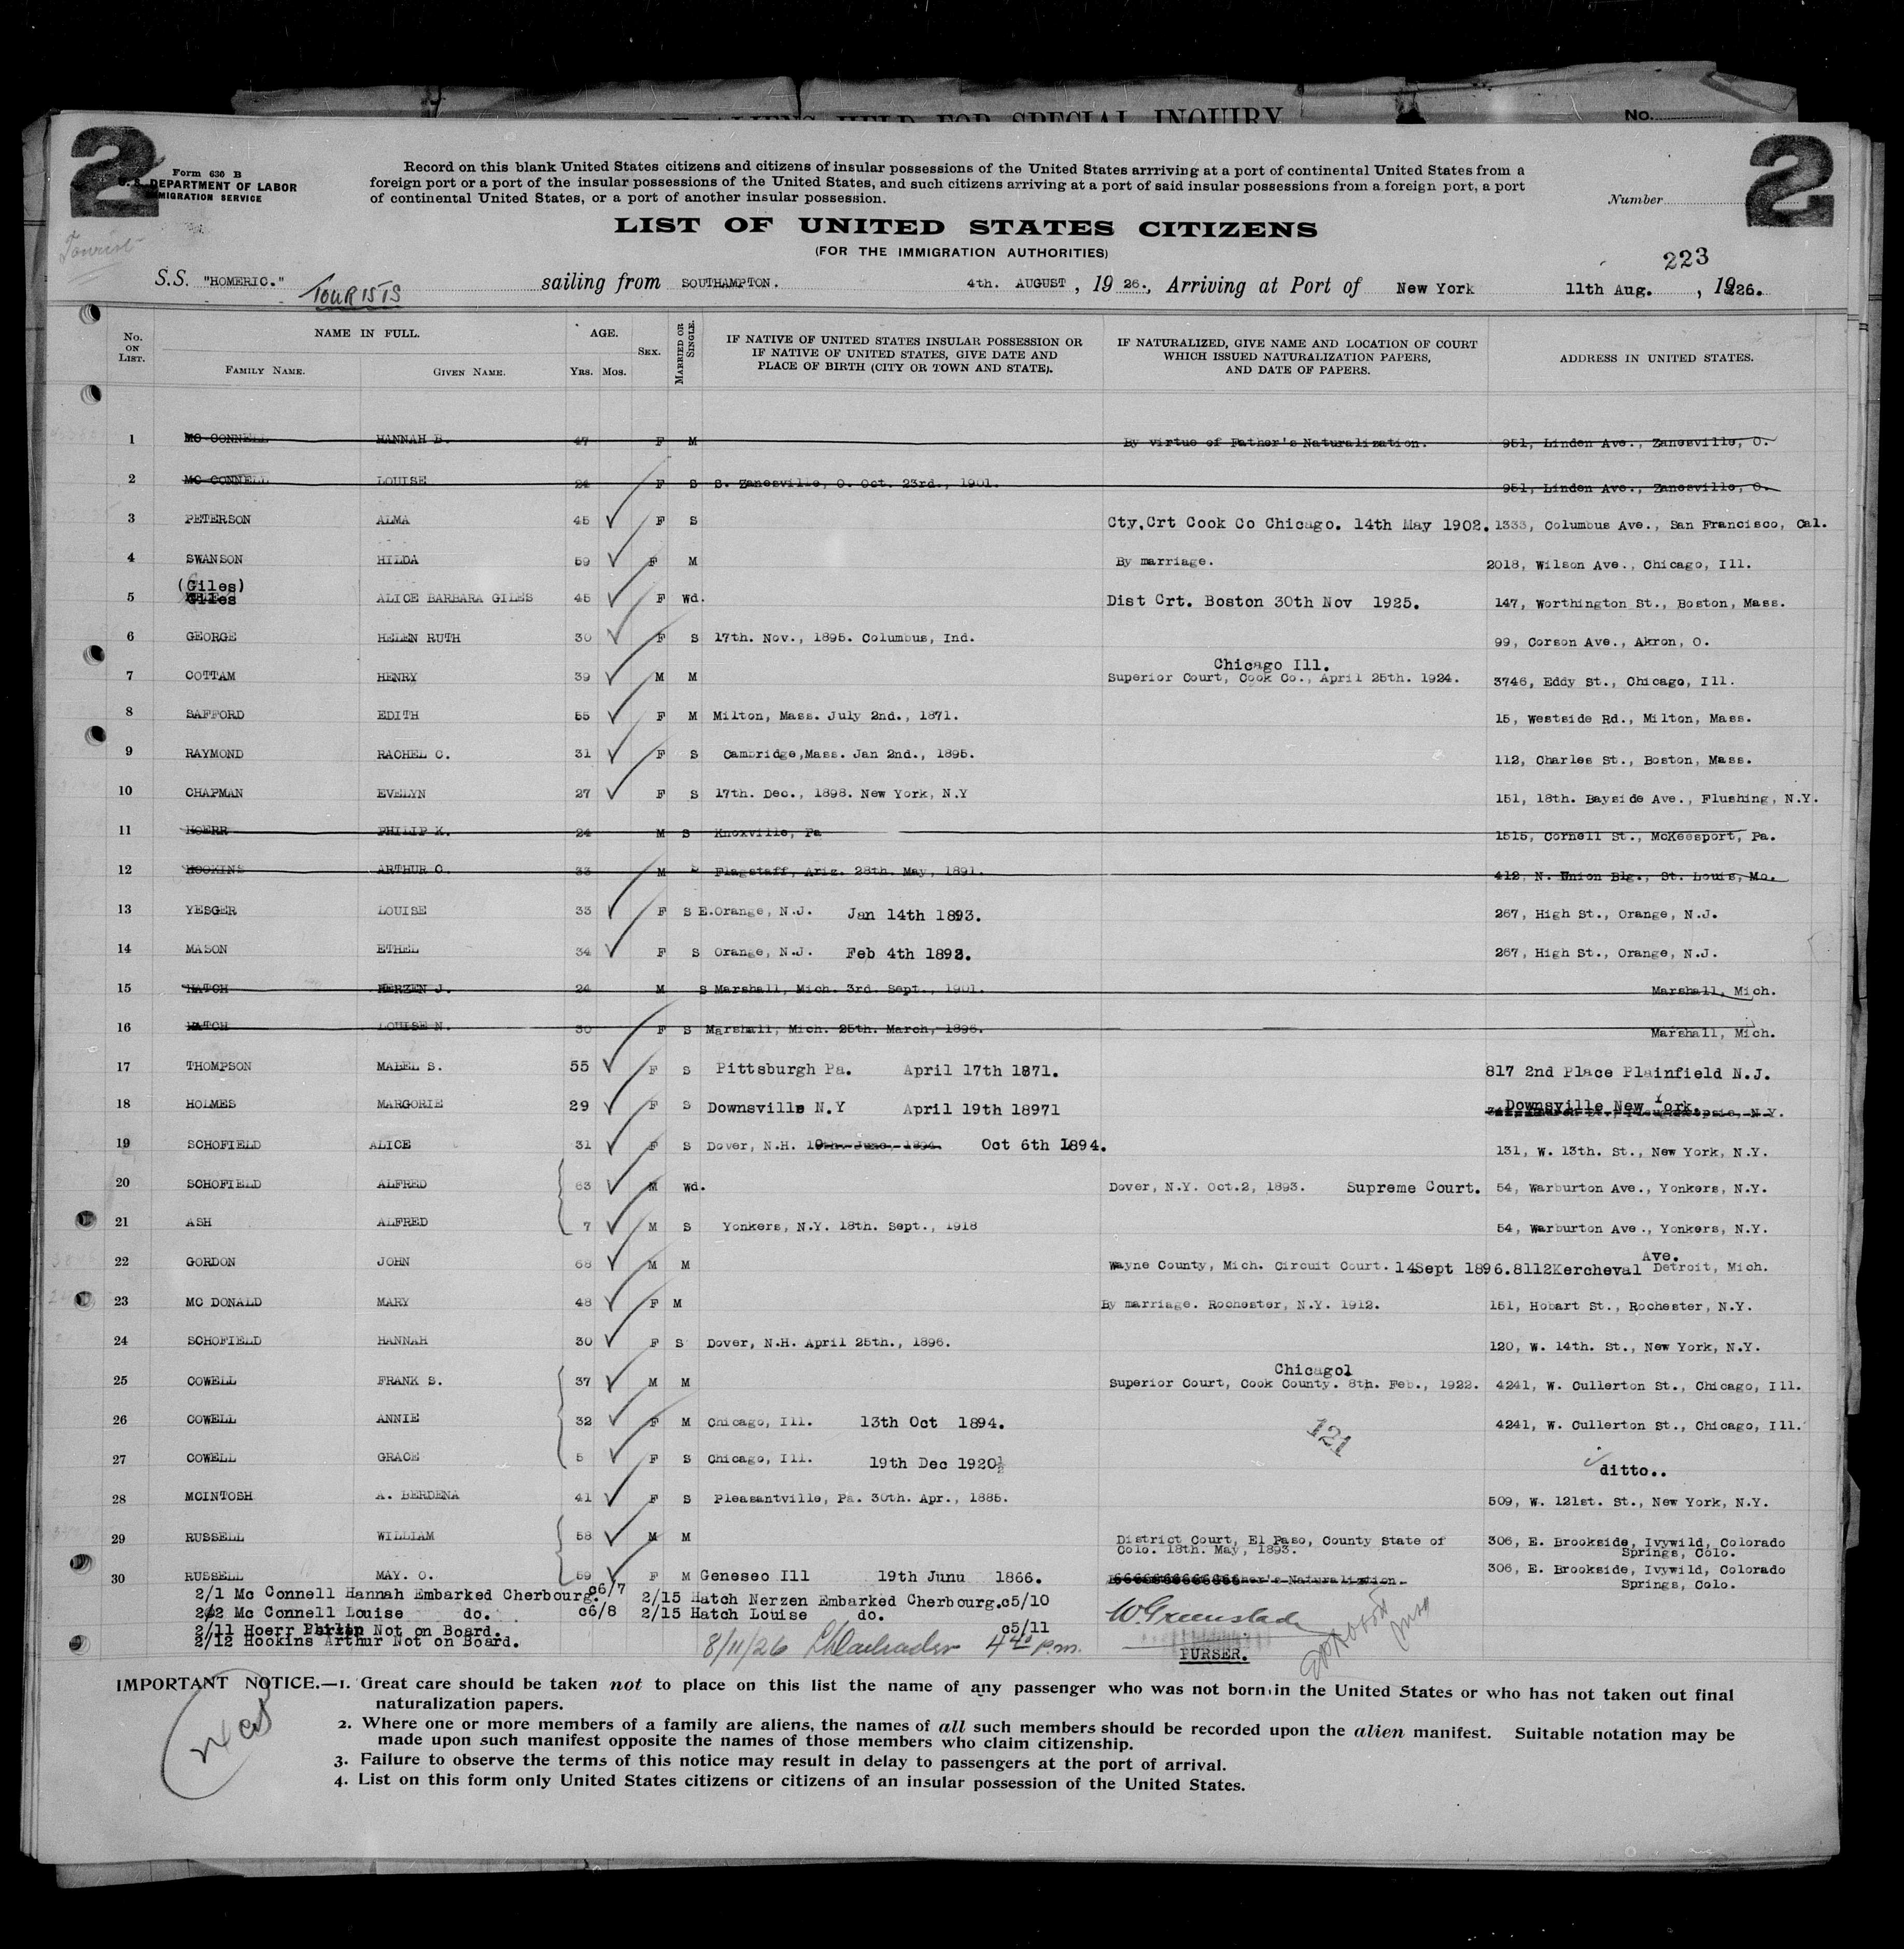 OF ALIENS HELD FOR SPECIAL INQUIRY
No.
2
2
Form 630 B
U. S. DEPARTMENT OF LABOR
IMMIGRATION SERVICE
Tourist
Record on this blank United States citizens and citizens of insular possessions of the United States arrriving at a port of continental United States from a
foreign port or a port of the insular possessions of the United States, and such citizens arriving at a port of said insular possessions from a foreign port, a port
of continental United States, or a port of another insular possession.
Number
LIST OF UNITED STATES CITIZENS
(FOR THE IMMIGRATION AUTHORITIES)
223
S.S. "HOMERIC." TOURISTS sailing from SOUTHAMPTON. 4th. AUGUST, 1926., Arriving at Port of New York 11th Aug., 1926.
No. ON LIST. NAME IN FULL. FAMILY NAME. GIVEN NAME. AGE. Yrs. Mos. SEX. MARRIED OR SINGLE. IF NATIVE OF UNITED STATES INSULAR POSSESSION OR IF NATIVE OF UNITED STATES, GIVE DATE AND PLACE OF BIRTH (CITY OR TOWN AND STATE). IF NATURALIZED, GIVE NAME AND LOCATION OF COURT WHICH ISSUED NATURALIZATION PAPERS, AND DATE OF PAPERS. ADDRESS IN UNITED STATES.
1 MC CONNELL HANNAH B. 47 F M By virtue of Father's Naturalization. 951, Linden Ave., Zanesville, O.
2 MC CONNELL LOUISE 24 F S S. Zanesville, O. Oct. 23rd., 1901. 951, Linden Ave., Zanesville, O.
3 PETERSON ALMA 45 F S Cty.Crt Cook Co Chicago. 14th May 1902. 1333, Columbus Ave., San Francisco, Cal.
4 SWANSON HILDA 59 F M By marriage. 2018, Wilson Ave., Chicago, Ill.
(Giles)
5 Giles ALICE BARBARA GILES 45 F Wd. Dist Crt. Boston 30th Nov 1925. 147, Worthington St., Boston, Mass.
6 GEORGE HELEN RUTH 30 F S 17th. Nov., 1895. Columbus, Ind. 99, Corson Ave., Akron, O.
Chicago Ill.
7 COTTAM HENRY 39 M M Superior Court, Cook Co., April 25th. 1924. 3746, Eddy St., Chicago, Ill.
8 SAFFORD EDITH 55 F M Milton, Mass. July 2nd., 1871. 15, Westside Rd., Milton, Mass.
9 RAYMOND RACHEL C. 31 F S Cambridge,Mass. Jan 2nd., 1895. 112, Charles St., Boston, Mass.
10 CHAPMAN EVELYN 27 F S 17th. Dec., 1898. New York, N.Y 151, 18th. Bayside Ave., Flushing, N.Y.
11 HOERR PHILIP K. 24 M S Knoxville, Pa 1515, Cornell St., McKeesport, Pa.
12 HOOKINS ARTHUR O. 33 M Flagstaff, Ariz. 28th. May, 1891. 412, N. Union Blg., St. Louis, Mo.
13 YESGER LOUISE 33 F S E.Orange, N.J. Jan 14th 1893. 267, High St., Orange, N.J.
14 MASON ETHEL 34 F S Orange, N.J. Feb 4th 1892. 267, High St., Orange, N.J.
15 HATCH NERZEN J. 24 M S Marshall, Mich. 3rd. Sept., 1901. Marshall, Mich.
16 HATCH LOUISE N. 30 F S Marshall, Mich. 25th. March, 1896. Marshall, Mich.
17 THOMPSON MABEL S. 55 F S Pittsburgh Pa. April 17th 1871. 817 2nd Place Plainfield N.J.
18 HOLMES MARGORIE 29 F S Downsville N.Y April 19th 18971 Downsville New York.
19 SCHOFIELD ALICE 31 F S Dover, N.H. 10th. June, 1894. Oct 6th 1894. 131, W. 13th. St., New York, N.Y.
20 SCHOFIELD ALFRED 63 M Wd. Dover, N.Y. Oct.2, 1893. Supreme Court. 54, Warburton Ave., Yonkers, N.Y.
21 ASH ALFRED 7 M S Yonkers, N.Y. 18th. Sept., 1918 54, Warburton Ave., Yonkers, N.Y.
22 GORDON JOHN 68 M M Wayne County, Mich. Circuit Court. 14Sept 1896. 8112Kercheval Ave. Detroit, Mich.
23 MC DONALD MARY 48 F M By marriage. Rochester, N.Y. 1912. 151, Hobart St., Rochester, N.Y.
24 SCHOFIELD HANNAH 30 F S Dover, N.H. April 25th., 1896. 120, W. 14th. St., New York, N.Y.
Chicagol
25 COWELL FRANK S. 37 M M Superior Court, Cook County. 8th. Feb., 1922. 4241, W. Cullerton St., Chicago, Ill.
26 COWELL ANNIE 32 F M Chicago, Ill. 13th Oct 1894. 4241, W. Cullerton St., Chicago, Ill.
121
27 COWELL GRACE 5 F S Chicago, Ill. 19th Dec 1920½ ditto..
28 MCINTOSH A. BERDENA 41 F S Pleasantville, Pa. 30th. Apr., 1885. 509, W. 121st. St., New York, N.Y.
29 RUSSELL WILLIAM 58 M M District Court, El Paso, County State of Colo. 18th. May, 1893. 306, E. Brookside, Ivywild, Colorado Springs, Colo.
30 RUSSELL MAY. O. 59 F M Geneseo Ill 19th Junu 1866. Father's Naturalization. 306, E. Brookside, Ivywild, Colorado Springs, Colo.
2/1 Mc Connell Hannah Embarked Cherbourg. c6/7 2/15 Hatch Nerzen Embarked Cherbourg.c5/10
2/2 Mc Connell Louise do. c6/8 2/15 Hatch Louise do. c5/11
2/11 Hoerr Philip Not on Board.
2/12 Hookins Arthur Not on Board.
8/11/26 4 40 p.m.
PURSER.
IMPORTANT NOTICE.—1. Great care should be taken not to place on this list the name of any passenger who was not born in the United States or who has not taken out final
naturalization papers.
2. Where one or more members of a family are aliens, the names of all such members should be recorded upon the alien manifest. Suitable notation may be
made upon such manifest opposite the names of those members who claim citizenship.
3. Failure to observe the terms of this notice may result in delay to passengers at the port of arrival.
4. List on this form only United States citizens or citizens of an insular possession of the United States.